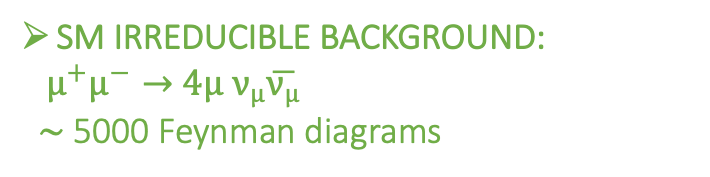 ➢ SM IRREDUCIBLE BACKGROUND:
μ⁺μ⁻ → 4μ ν_μ ν̅_μ
~ 5000 Feynman diagrams